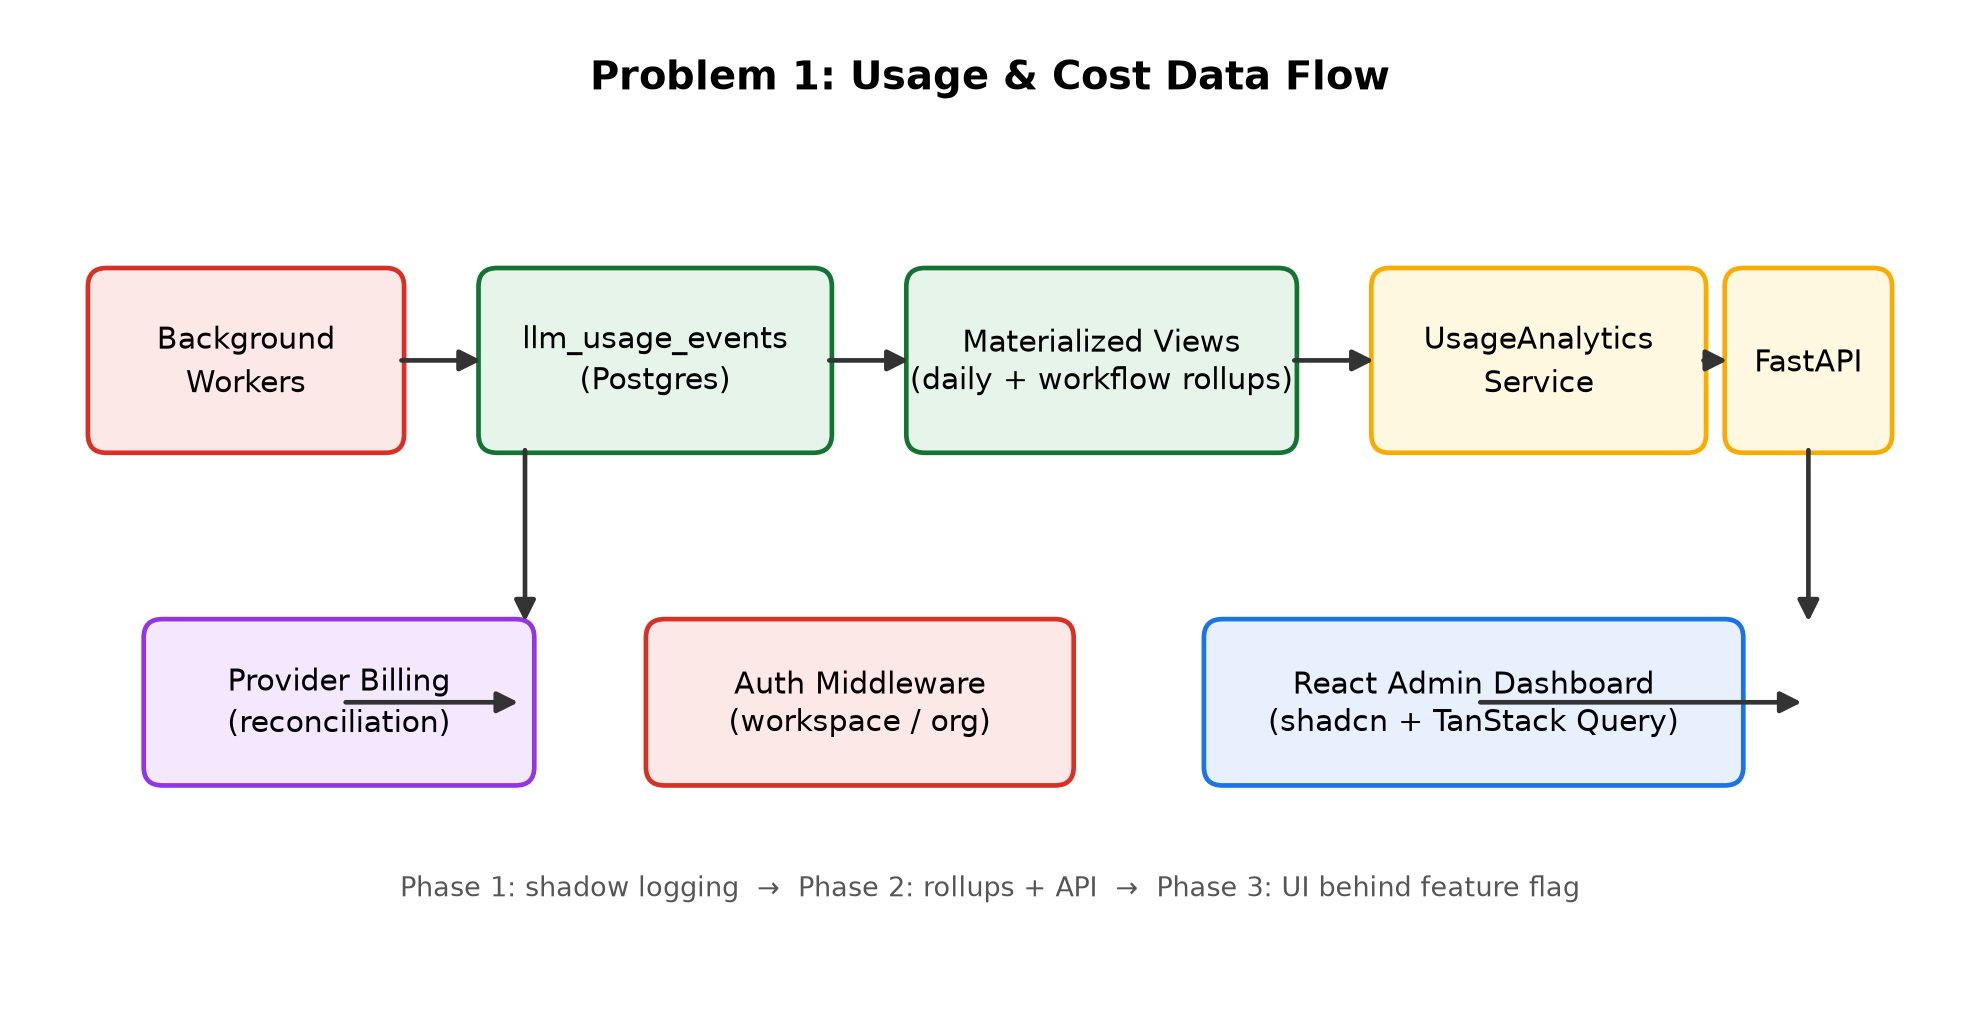 Problem 1: Usage & Cost Data Flow
Background
Workers
llm_usage_events
(Postgres)
Materialized Views
(daily + workflow rollups)
UsageAnalytics
Service
FastAPI
Provider Billing
(reconciliation)
Auth Middleware
(workspace / org)
React Admin Dashboard
(shadcn + TanStack Query)
Phase 1: shadow logging → Phase 2: rollups + API → Phase 3: UI behind feature flag